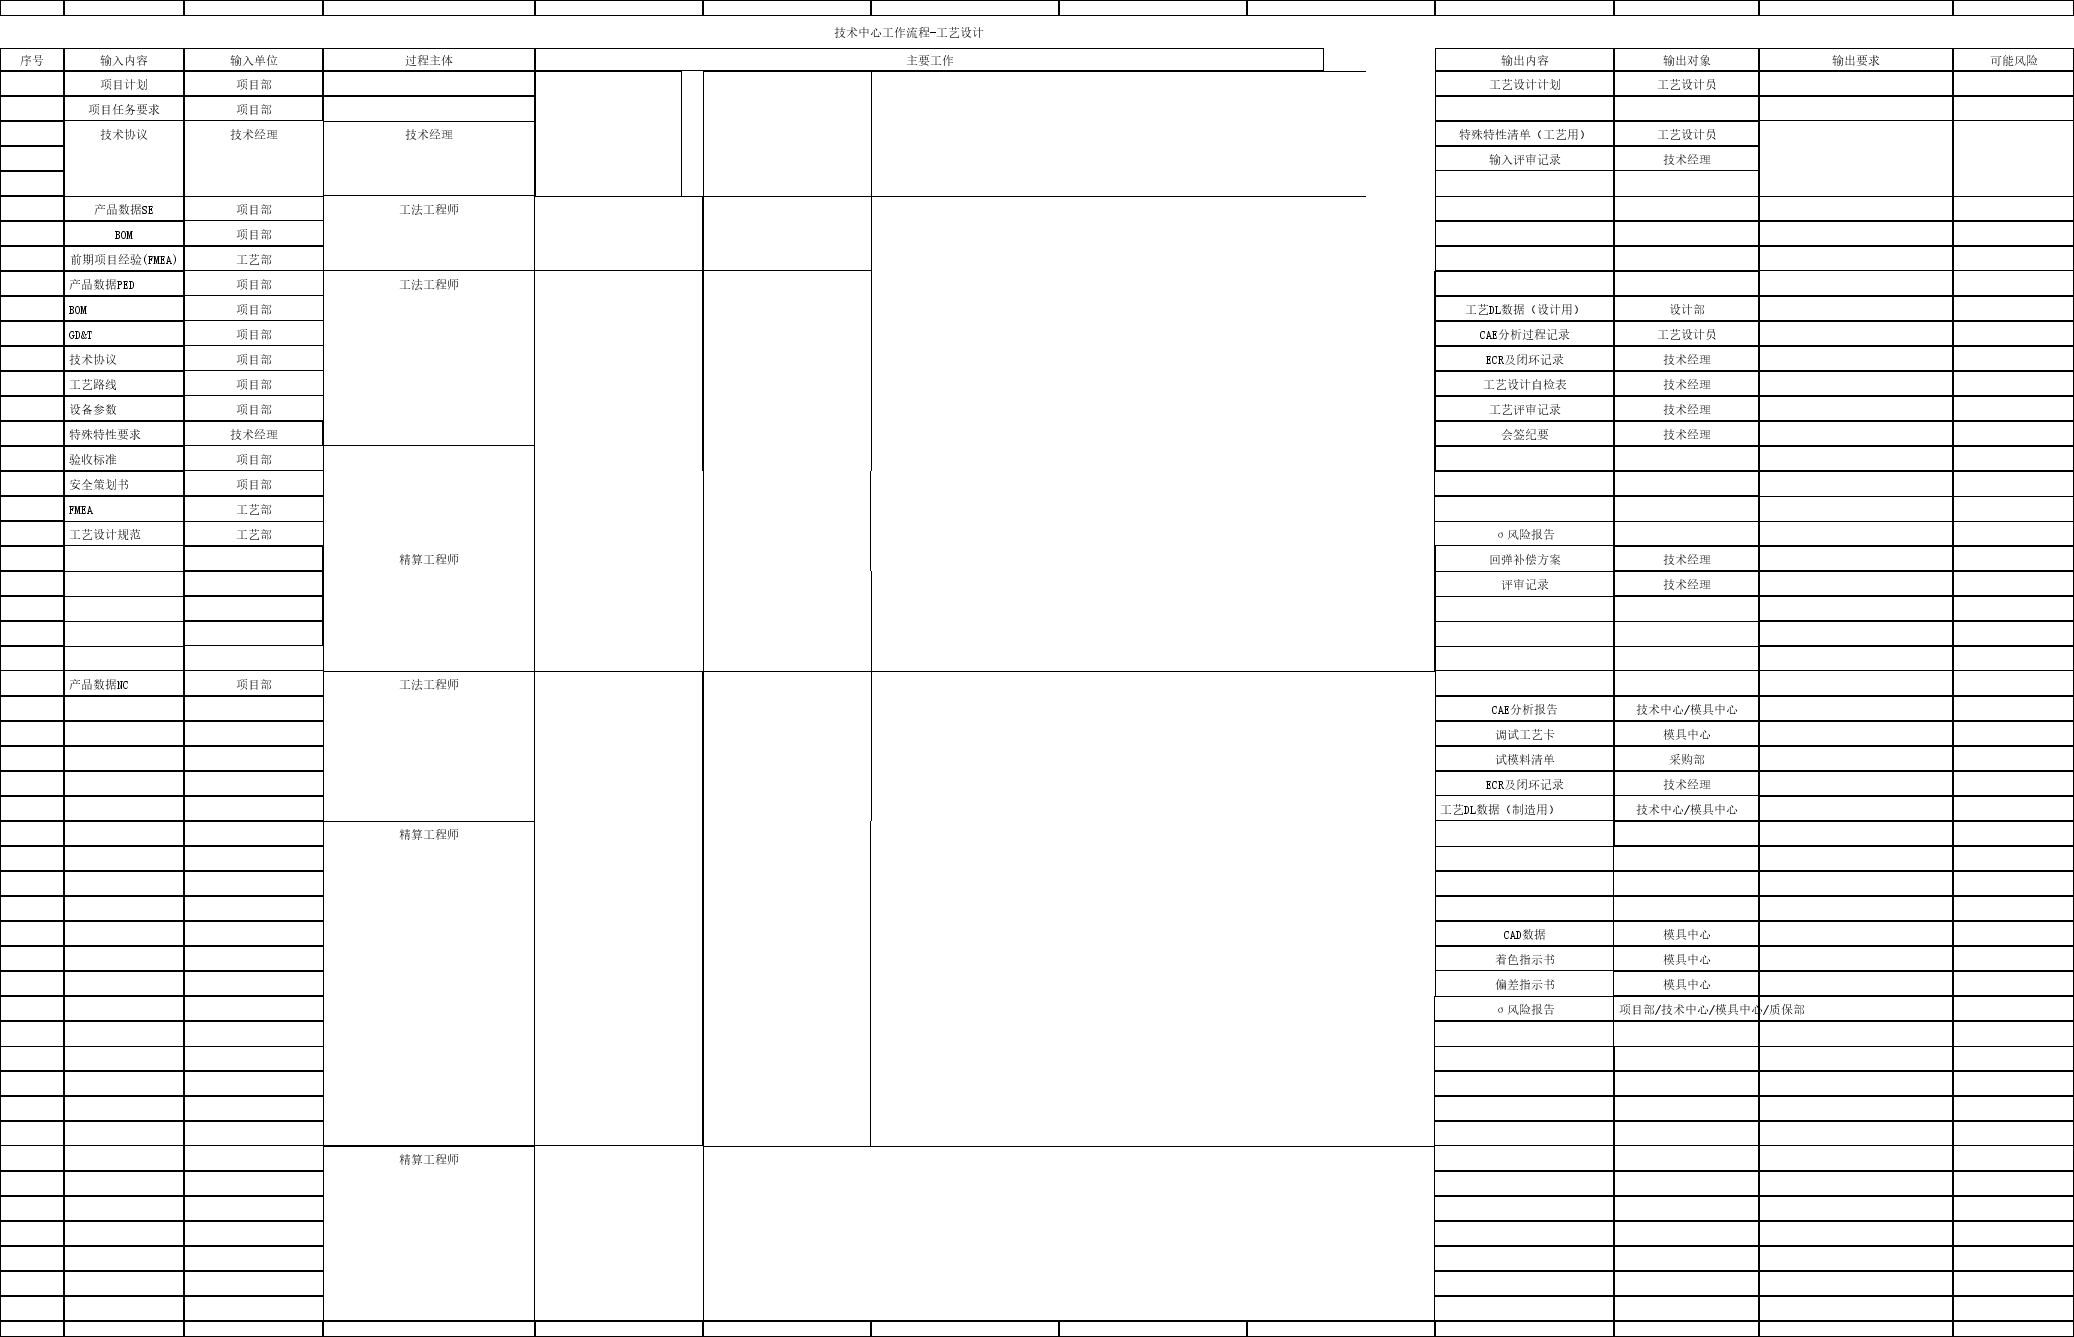 技术中心工作流程-工艺设计
序号 输入内容 输入单位 过程主体 主要工作 输出内容 输出对象 输出要求 可能风险
项目计划 项目部 工艺设计计划 工艺设计员
项目任务要求 项目部
技术协议 技术经理 技术经理 特殊特性清单（工艺用） 工艺设计员
输入评审记录 技术经理
产品数据SE 项目部 工法工程师
BOM 项目部
前期项目经验(FMEA) 工艺部
产品数据PED 项目部 工法工程师
BOM 项目部 工艺DL数据（设计用） 设计部
GD&T 项目部 CAE分析过程记录 工艺设计员
技术协议 项目部 ECR及闭环记录 技术经理
工艺路线 项目部 工艺设计自检表 技术经理
设备参数 项目部 工艺评审记录 技术经理
特殊特性要求 技术经理 会签纪要 技术经理
验收标准 项目部
安全策划书 项目部
FMEA 工艺部
工艺设计规范 工艺部 σ风险报告
精算工程师 回弹补偿方案 技术经理
评审记录 技术经理
产品数据NC 项目部 工法工程师
CAE分析报告 技术中心/模具中心
调试工艺卡 模具中心
试模料清单 采购部
ECR及闭环记录 技术经理
工艺DL数据（制造用） 技术中心/模具中心
精算工程师
CAD数据 模具中心
着色指示书 模具中心
偏差指示书 模具中心
σ风险报告 项目部/技术中心/模具中心/质保部
精算工程师